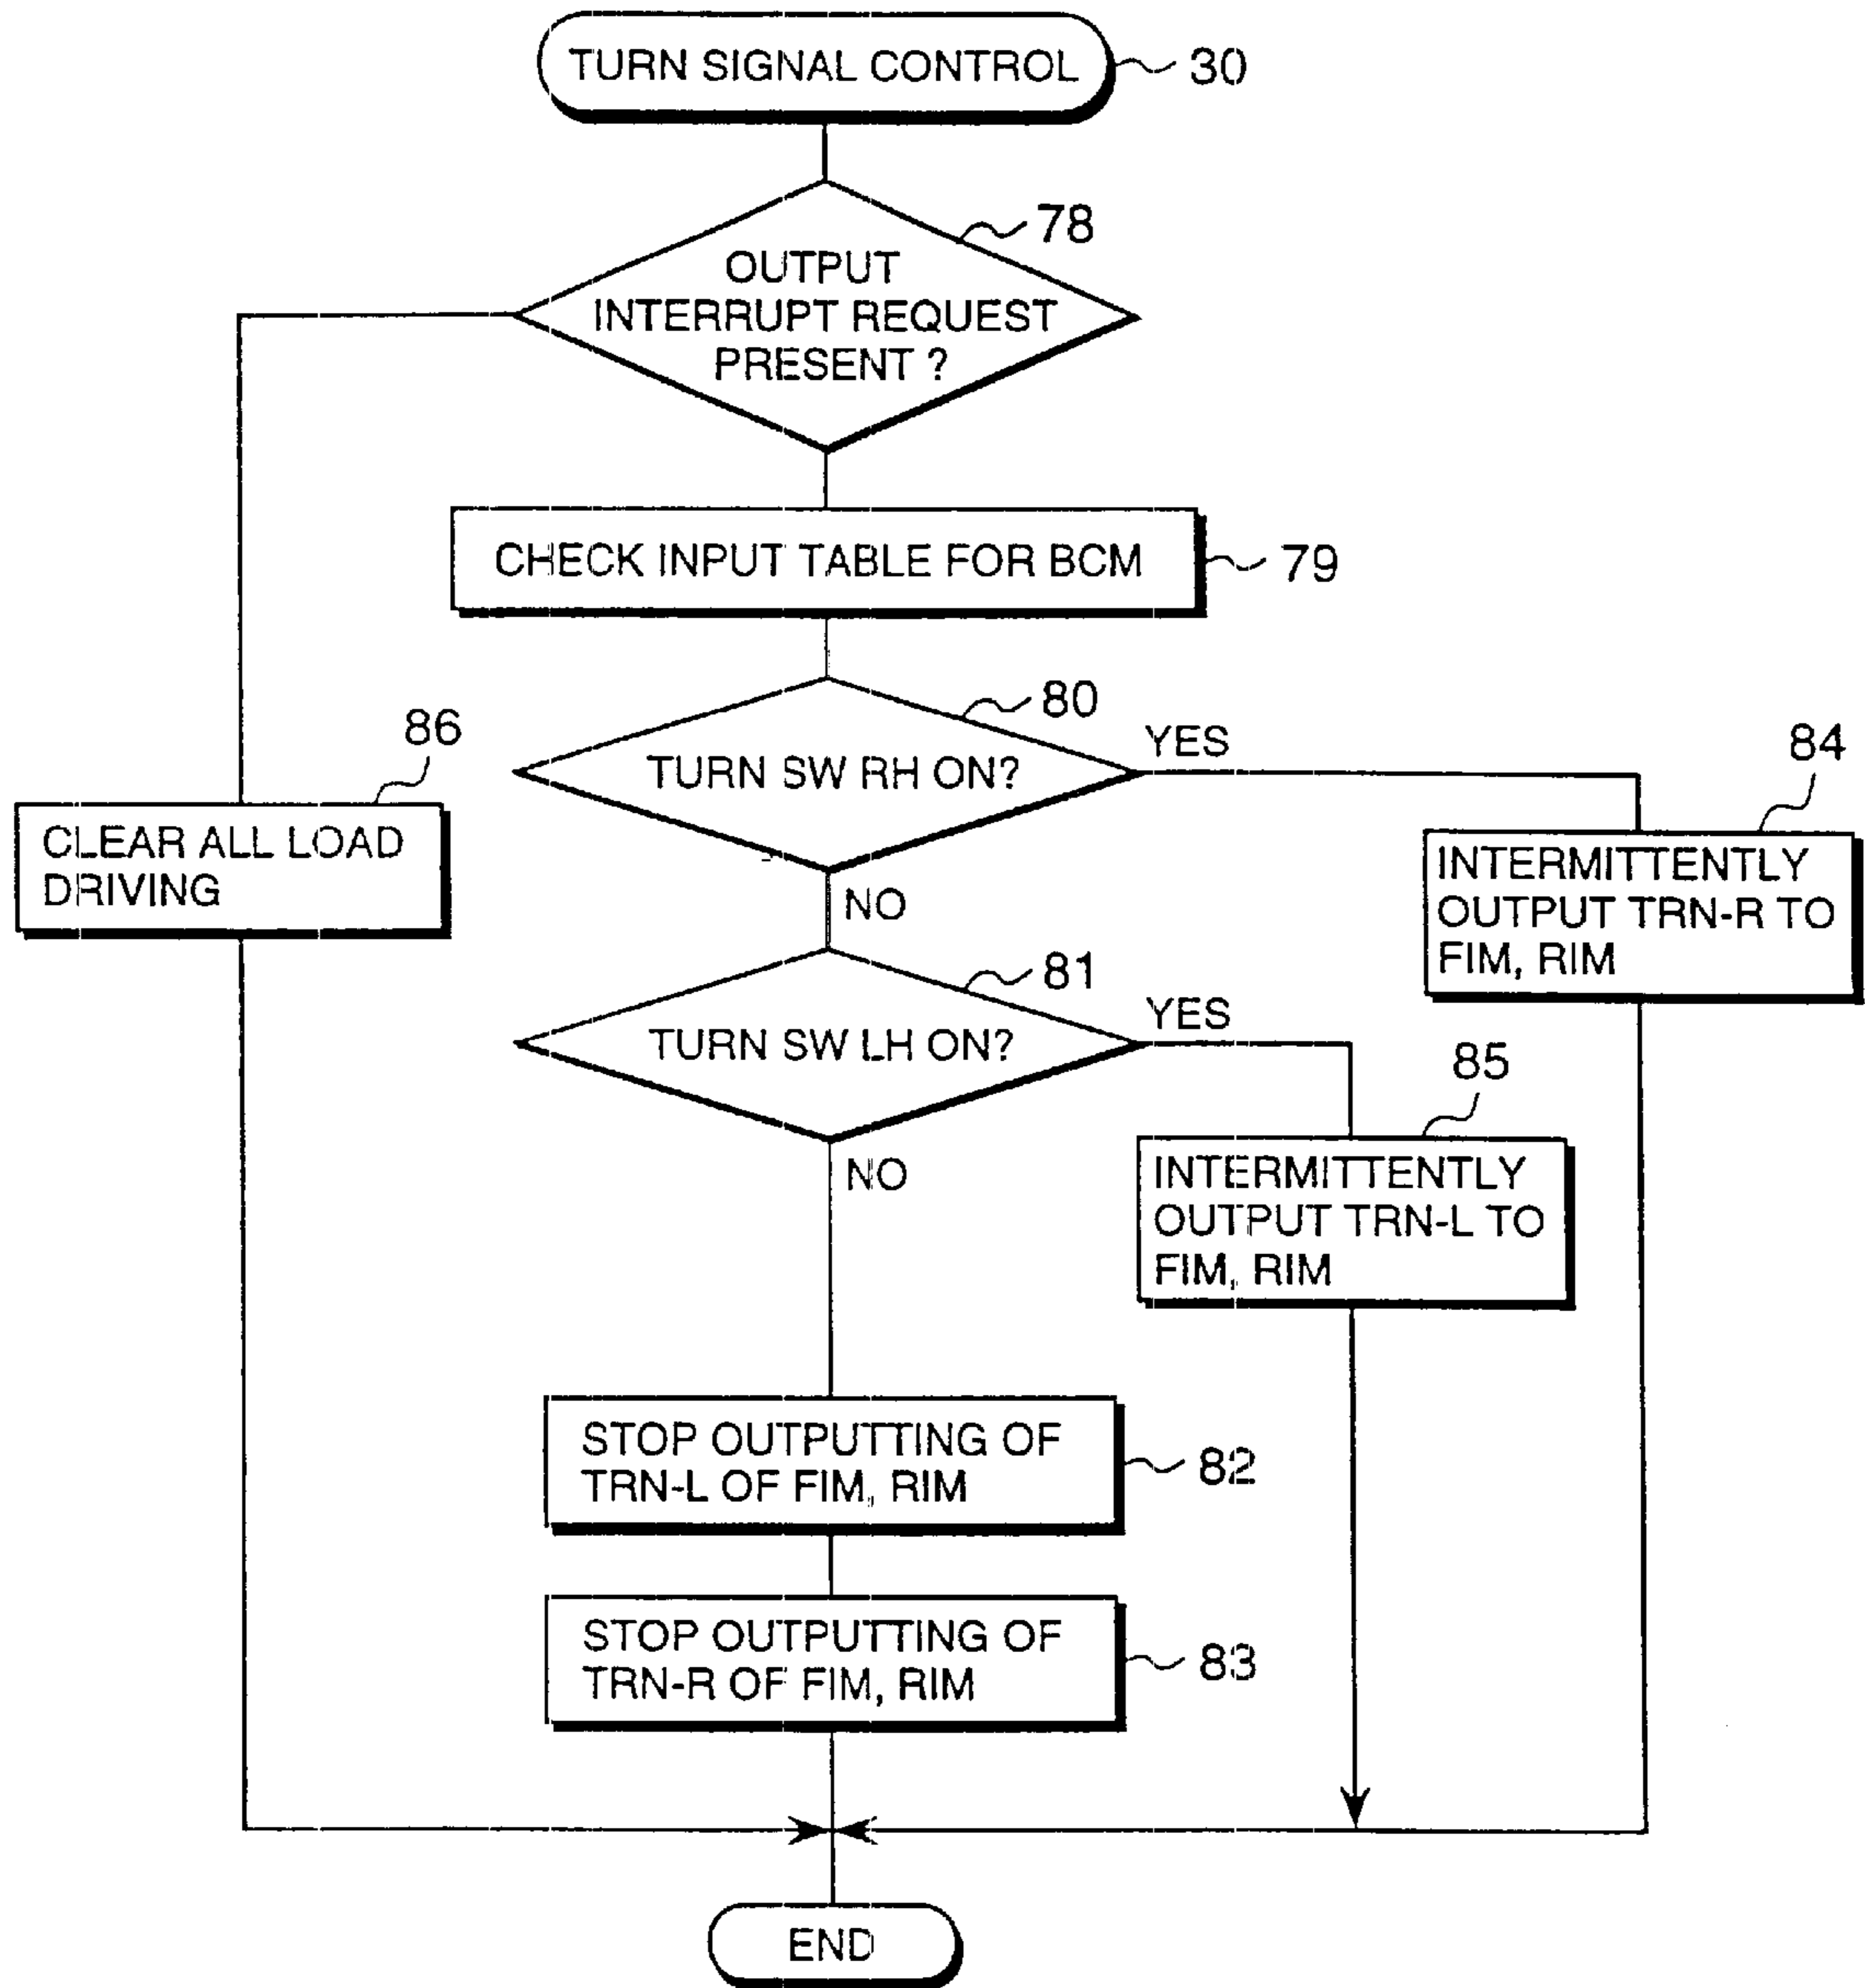 TURN SIGNAL CONTROL
30
78
OUTPUT
INTERRUPT REQUEST
PRESENT ?
CHECK INPUT TABLE FOR BCM
79
80
TURN SW RH ON?
YES
NO
84
INTERMITTENTLY
OUTPUT TRN-R TO
FIM, RIM
86
CLEAR ALL LOAD
DRIVING
81
TURN SW LH ON?
YES
NO
85
INTERMITTENTLY
OUTPUT TRN-L TO
FIM, RIM
STOP OUTPUTTING OF
TRN-L OF FIM, RIM
82
STOP OUTPUTTING OF
TRN-R OF FIM, RIM
83
END